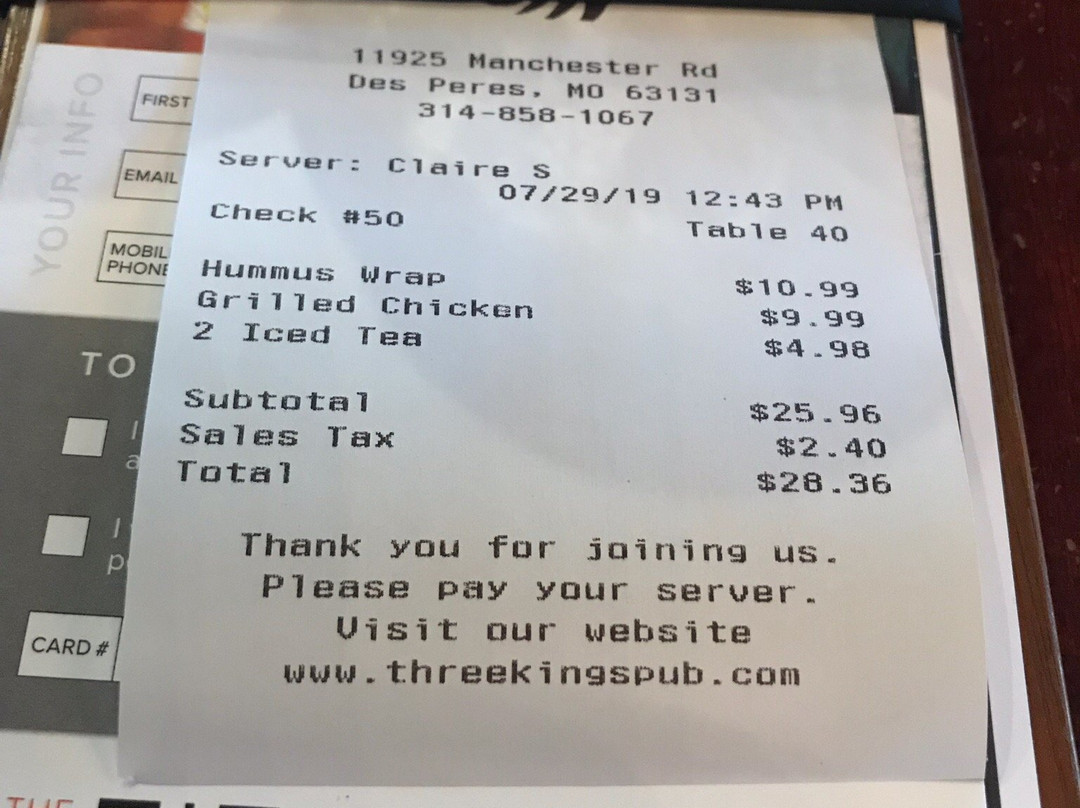 11925 Manchester Rd
Des Peres, MO 63131
314-858-1067
Server: Claire S
07/29/19 12:43 PM
Check #50 Table 40
Hummus Wrap $10.99
Grilled Chicken $9.99
2 Iced Tea $4.98
Subtotal $25.96
Sales Tax $2.40
Total $28.36
Thank you for joining us.
Please pay your server.
Visit our website
www.threekingspub.com
YOUR INFO
FIRST
EMAIL
MOBIL
PHONE
TO
I
a
I
p
CARD #
THE